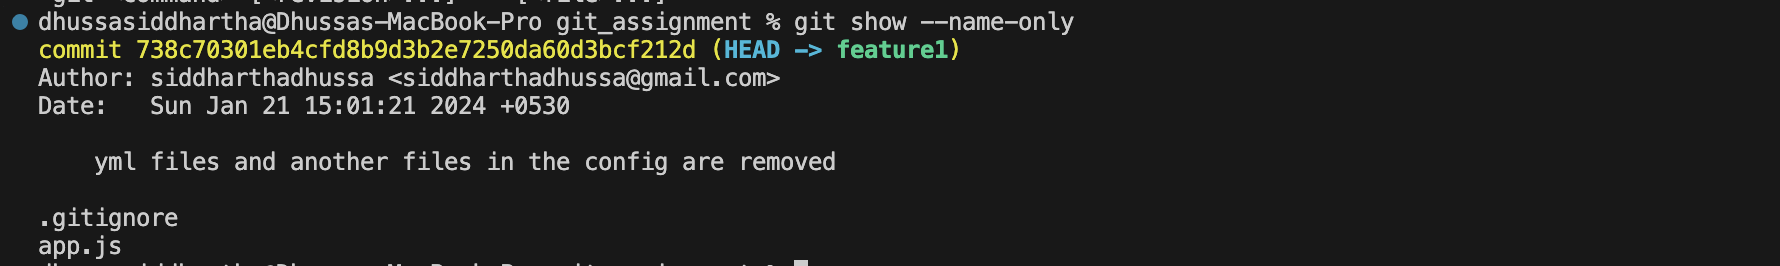 dhussasiddhartha@Dhussas-MacBook-Pro git_assignment % git show --name-only
commit 738c70301eb4cfd8b9d3b2e7250da60d3bcf212d (HEAD -> feature1)
Author: siddharthadhussa <siddharthadhussa@gmail.com>
Date:   Sun Jan 21 15:01:21 2024 +0530
yml files and another files in the config are removed
.gitignore
app.js